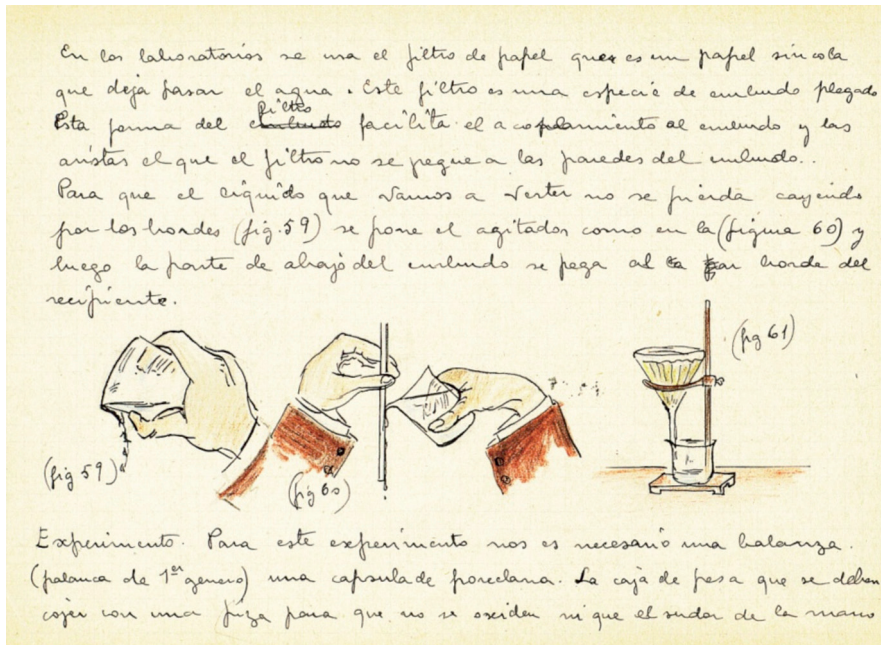 En los laboratorios se usa el filtro de papel que es un papel sin cola
que deja pasar el agua. Este filtro es una especie de embudo plegado
Esta forma del filtro facilita el acoplamiento al embudo y las
aristas el que el filtro no se pegue a las paredes del embudo..
Para que el líquido que vamos a verter no se pierda cayendo
por los bordes (fig. 59) se pone el agitador como en la (figura 60) y
luego la parte de abajo del embudo se pega al borde del
recipiente.
(fig 61)
(fig 59)
(fig 60)
Experimento. Para este experimento nos es necesario una balanza.
(palanca de 1er genero) una capsula de porcelana. La caja de pesa que se deben
cojer con una piza para que no se oxiden ni que el sudor de la mano